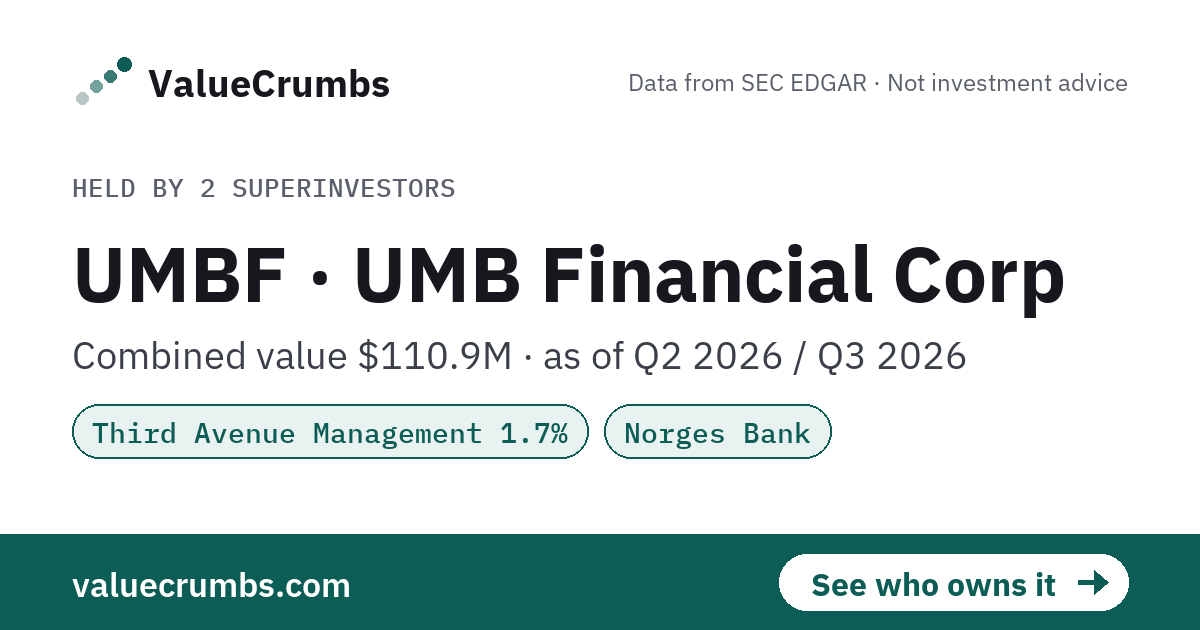 ValueCrumbs
Data from SEC EDGAR · Not investment advice
HELD BY 2 SUPERINVESTORS
UMBF · UMB Financial Corp
Combined value $110.9M · as of Q2 2026 / Q3 2026
Third Avenue Management 1.7%
Norges Bank
valuecrumbs.com
See who owns it →